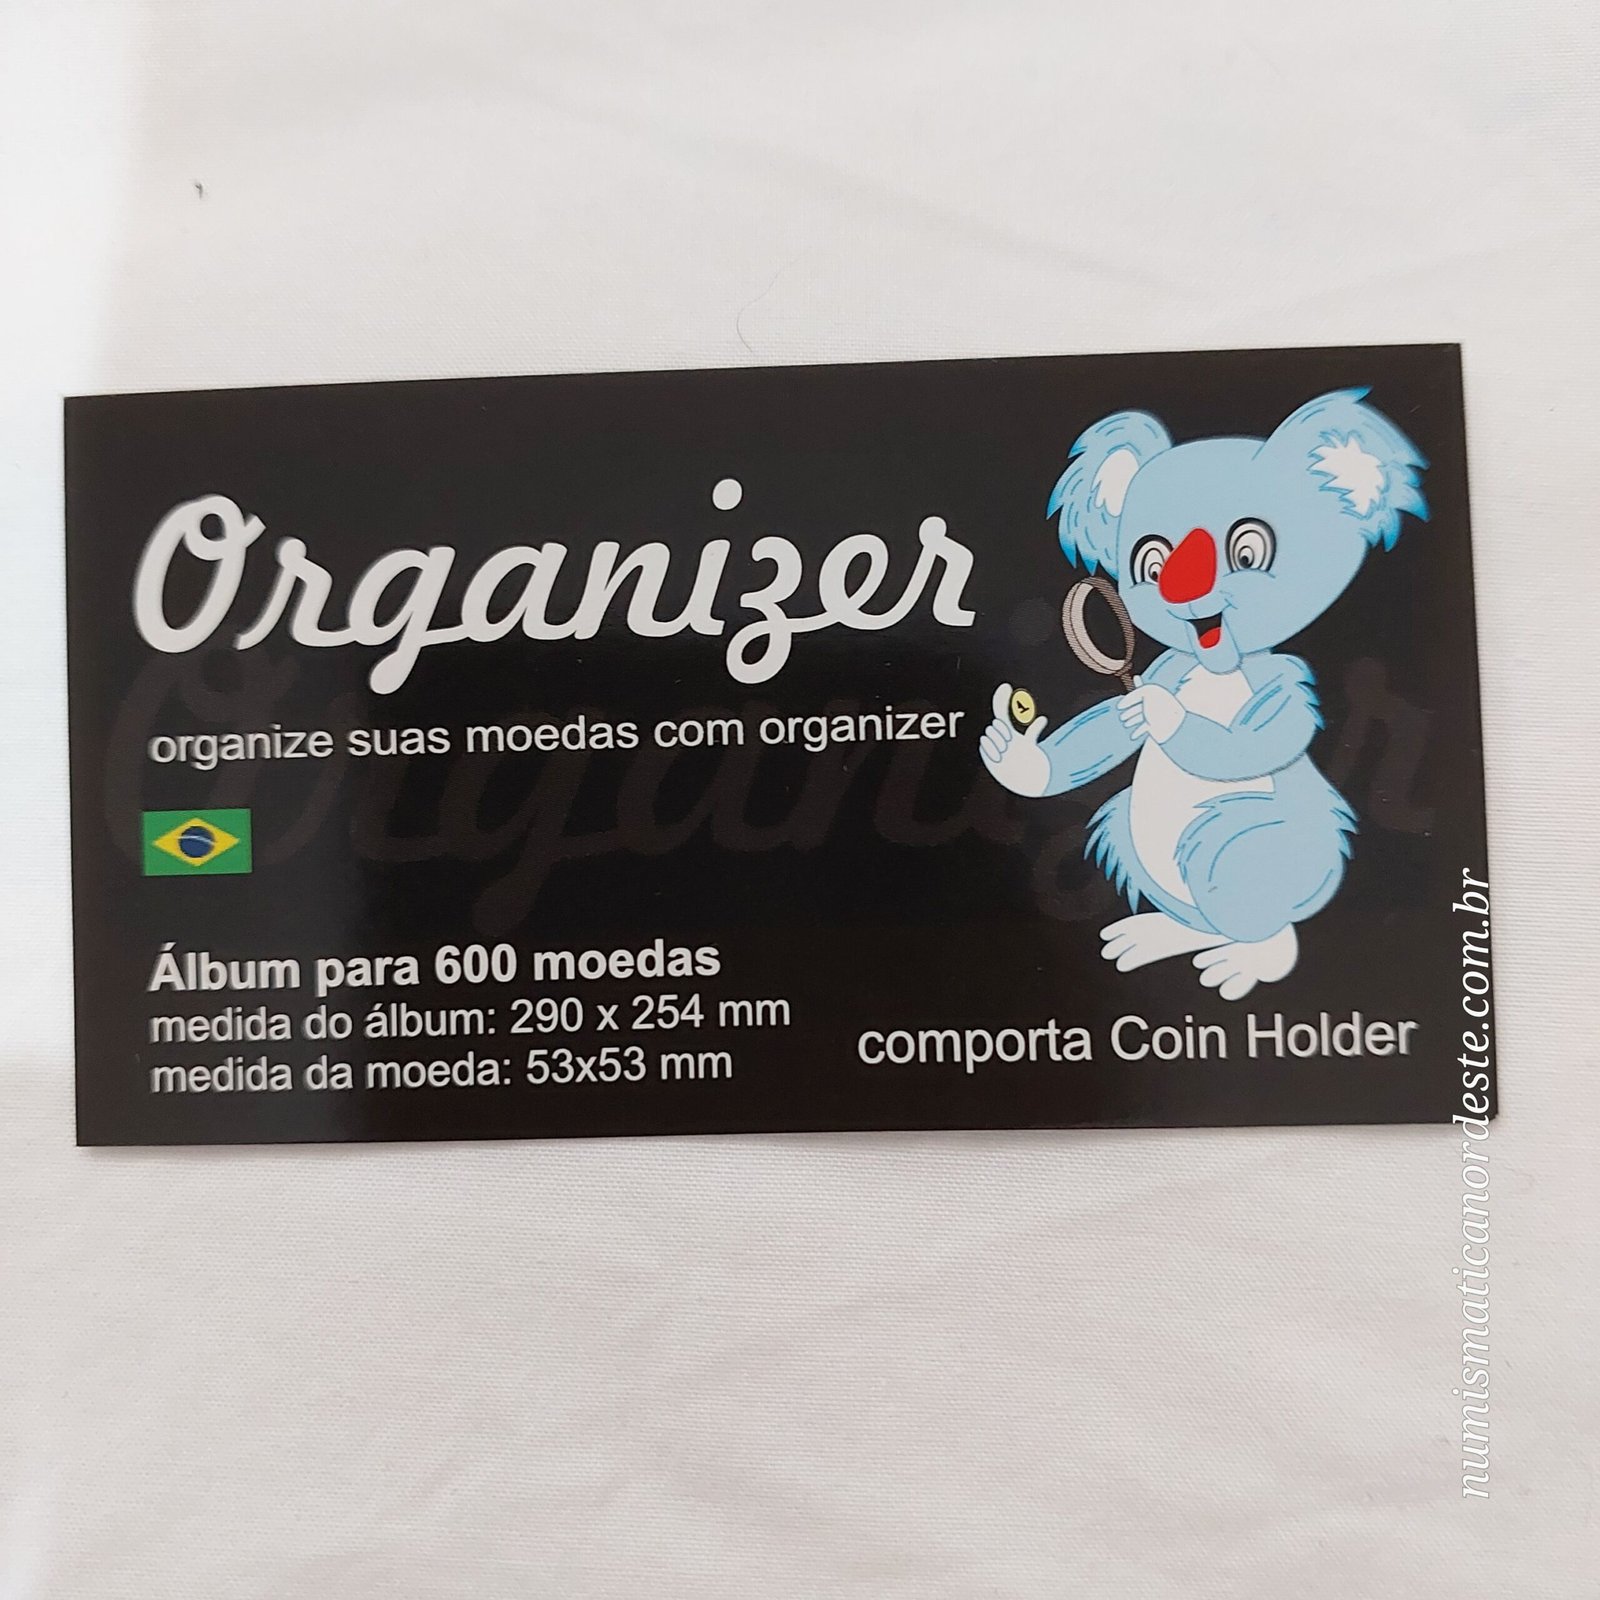 Organizer
organize suas moedas com organizer
Álbum para 600 moedas
medida do álbum: 290 x 254 mm
medida da moeda: 53x53 mm
comporta Coin Holder
numismaticanordeste.com.br